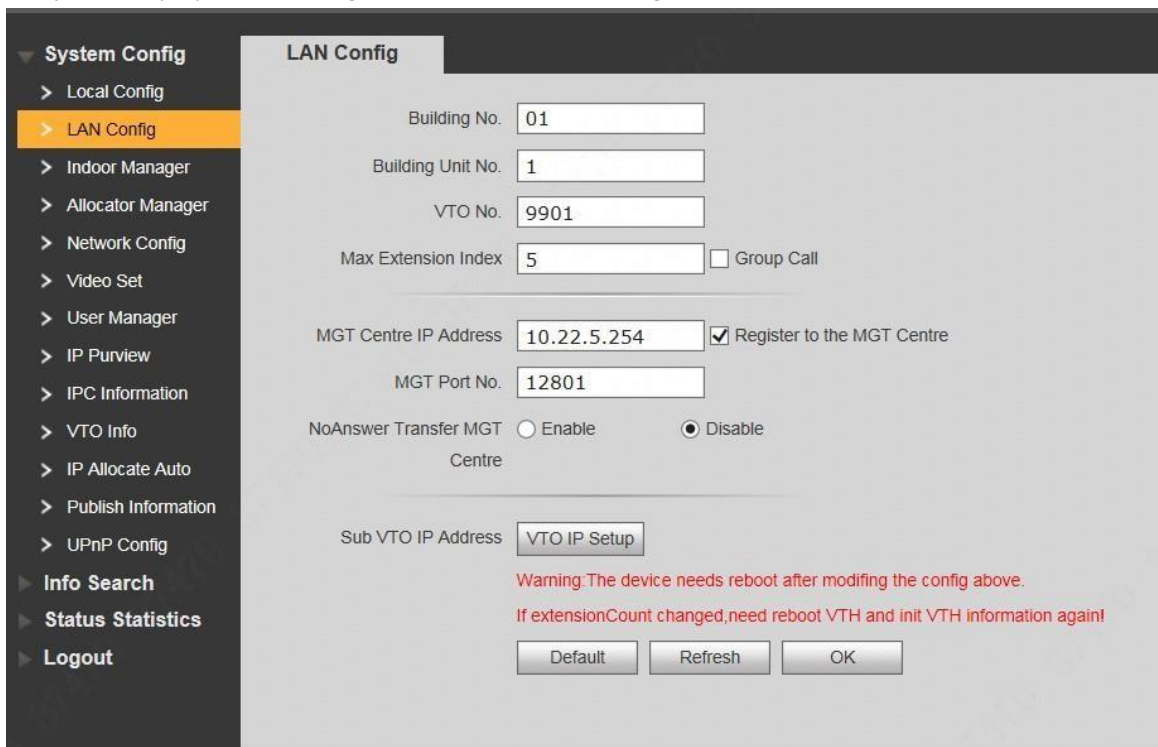 System Config
Local Config
LAN Config
Indoor Manager
Allocator Manager
Network Config
Video Set
User Manager
IP Purview
IPC Information
VTO Info
IP Allocate Auto
Publish Information
UPnP Config
Info Search
Status Statistics
Logout
LAN Config
Building No. 01
Building Unit No. 1
VTO No. 9901
Max Extension Index 5 Group Call
MGT Centre IP Address 10.22.5.254 Register to the MGT Centre
MGT Port No. 12801
NoAnswer Transfer MGT Enable Disable
Centre
Sub VTO IP Address VTO IP Setup
Warning:The device needs reboot after modifing the config above.
If extensionCount changed,need reboot VTH and init VTH information again!
Default Refresh OK